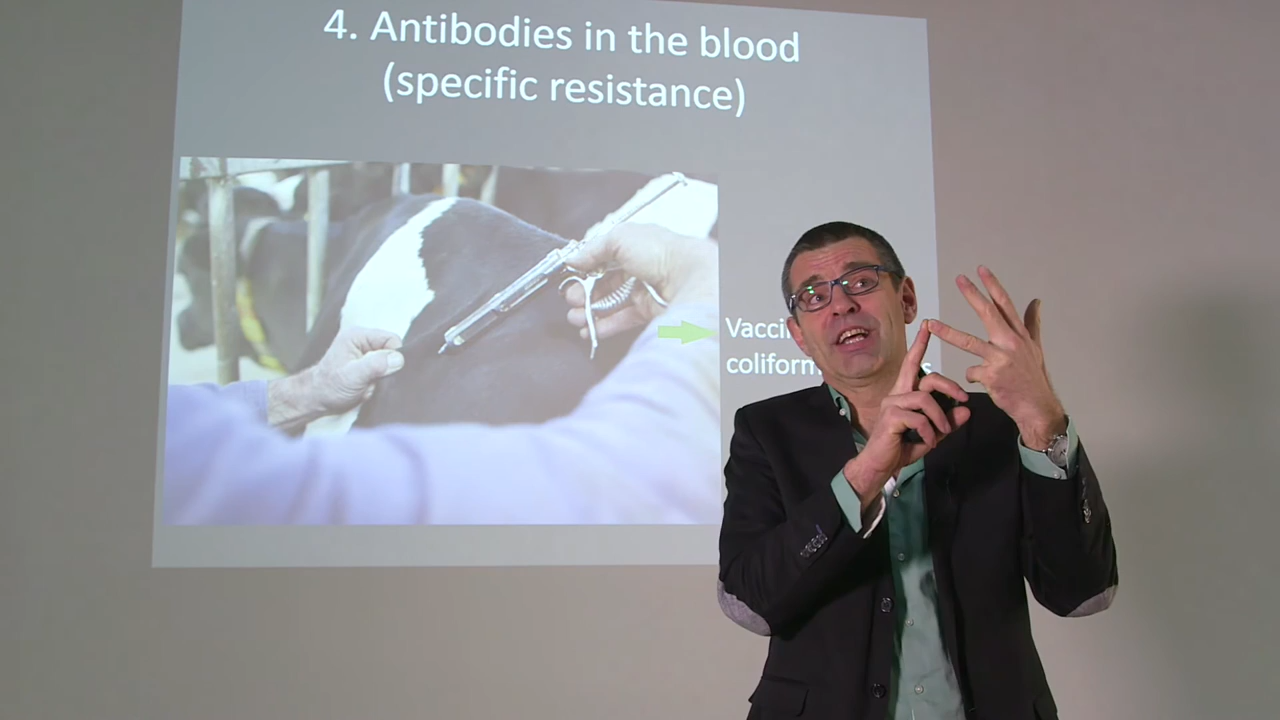 4. Antibodies in the blood
(specific resistance)